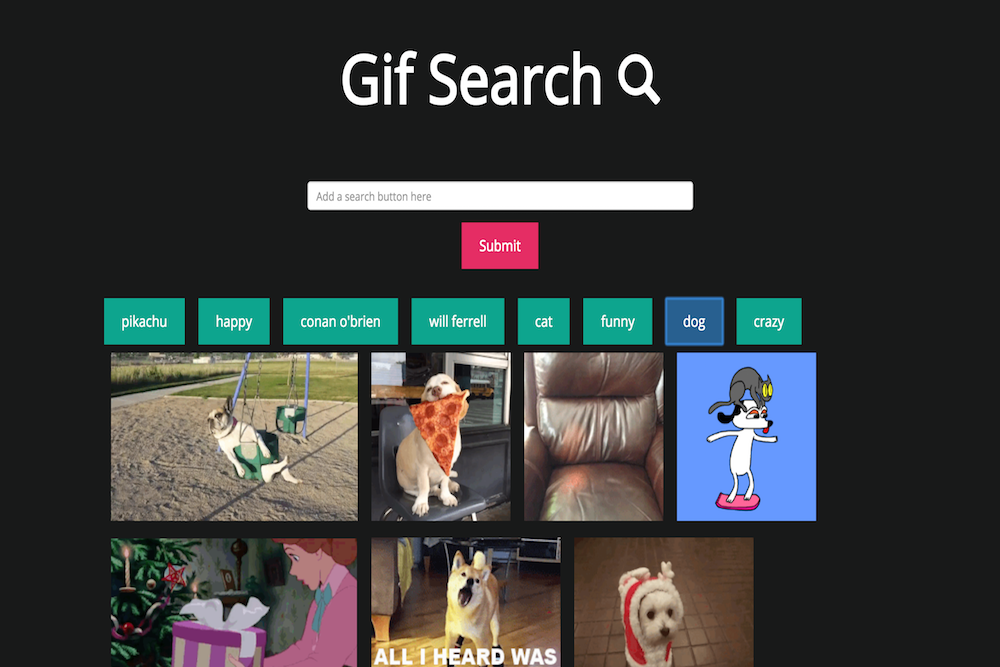 Gif Search
Add a search button here
Submit
pikachu happy conan o'brien will ferrell cat funny dog crazy
ALL I HEARD WAS